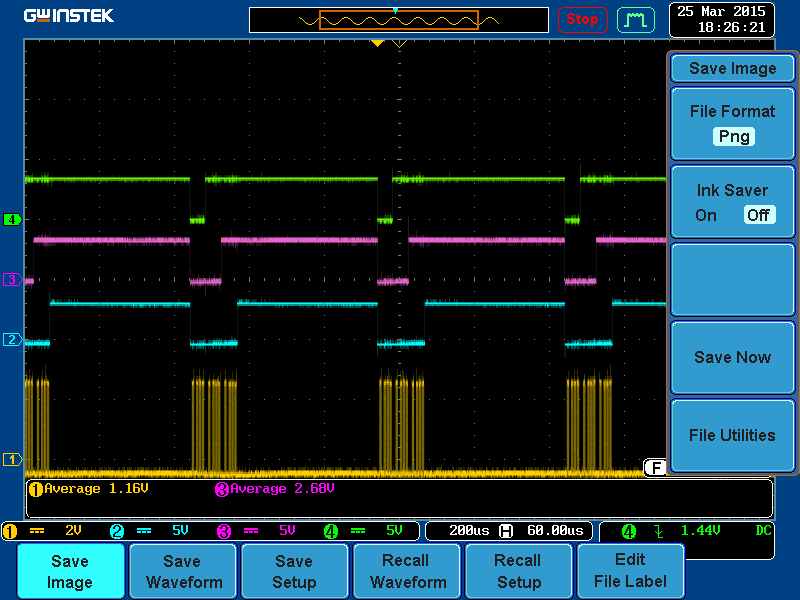 GWINSTEK
Stop
25 Mar 2015
18:26:21
Save Image
File Format
Png
Ink Saver
On Off
Save Now
File Utilities
4
3
2
1
F
1 Average 1.16V
3 Average 2.68V
1 2V 2 5V 3 5V 4 5V 200us H 60.00us 4 1.44V DC
Save Image
Save Waveform
Save Setup
Recall Waveform
Recall Setup
Edit File Label